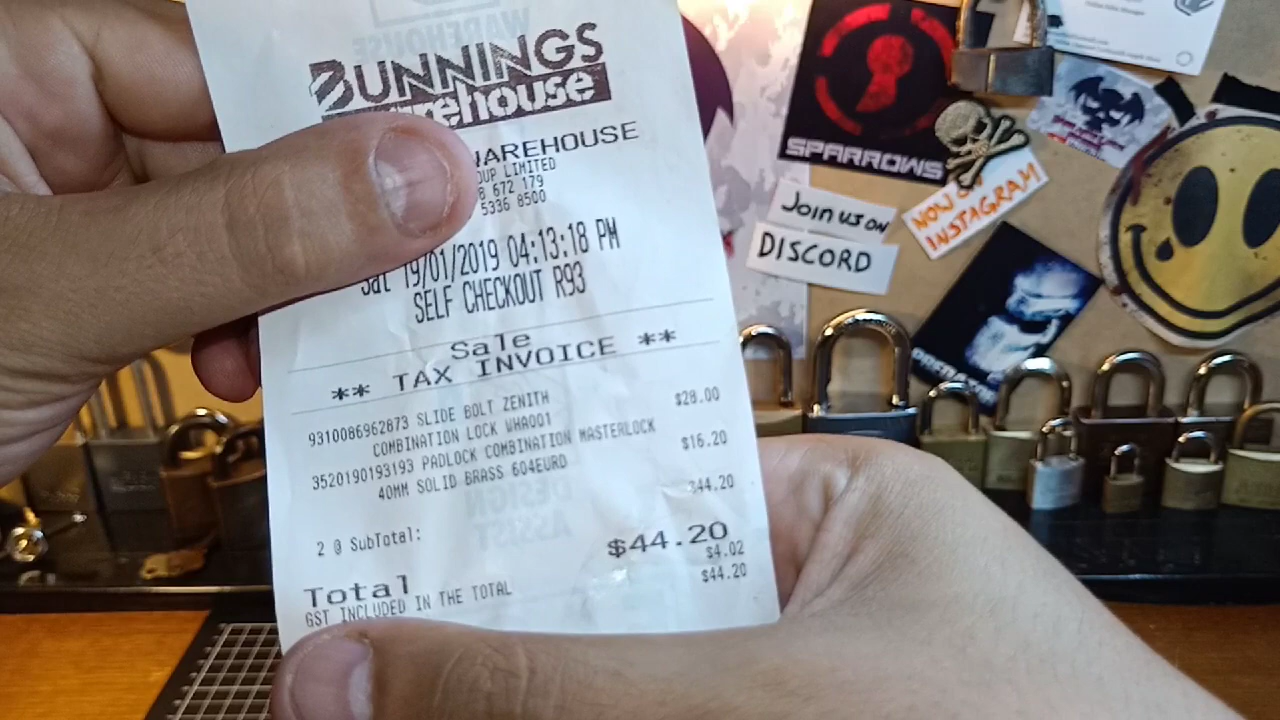 BUNNINGS
warehouse
WAREHOUSE
LIMITED
8 672 179
5336 8500
Sat 19/01/2019 04:13:18 PM
SELF CHECKOUT R93
Sale
** TAX INVOICE **
9310086962873 SLIDE BOLT ZENITH $28.00
COMBINATION LOCK WHA001
3520190193193 PADLOCK COMBINATION MASTERLOCK $16.20
40MM SOLID BRASS 604EURD
2 @ SubTotal: $44.20
Total $44.20
GST INCLUDED IN THE TOTAL $4.02
$44.20
DESIGN
ASSIST
WAREHOUSE
SPARROWS
Join us on
DISCORD
NOW ON
INSTAGRAM